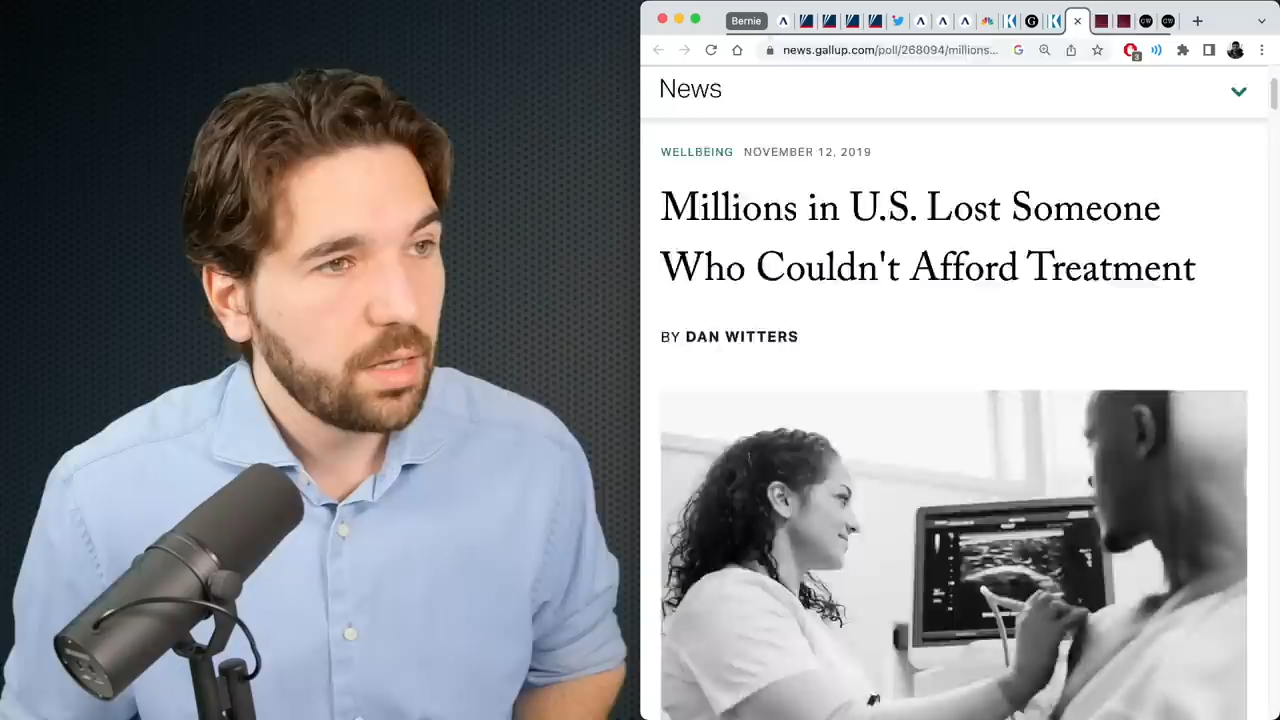 Bernie
news.gallup.com/poll/268094/millions...
3
News
WELLBEING NOVEMBER 12, 2019
Millions in U.S. Lost Someone
Who Couldn't Afford Treatment
BY DAN WITTERS